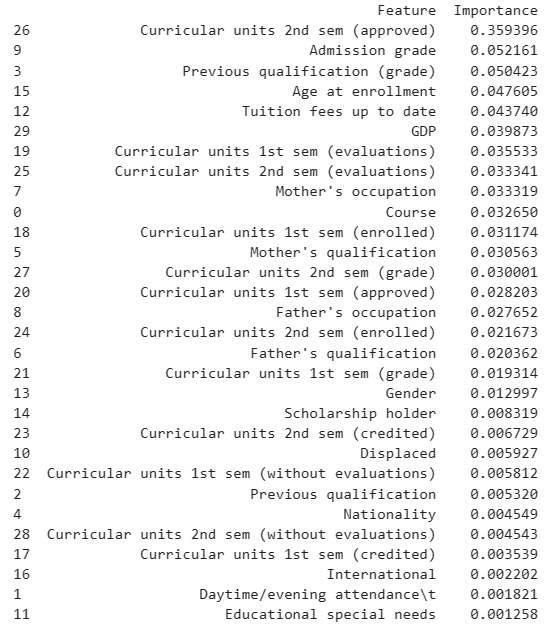 Feature Importance
26 Curricular units 2nd sem (approved) 0.359396
9 Admission grade 0.052161
3 Previous qualification (grade) 0.050423
15 Age at enrollment 0.047605
12 Tuition fees up to date 0.043740
29 GDP 0.039873
19 Curricular units 1st sem (evaluations) 0.035533
25 Curricular units 2nd sem (evaluations) 0.033341
7 Mother's occupation 0.033319
0 Course 0.032650
18 Curricular units 1st sem (enrolled) 0.031174
5 Mother's qualification 0.030563
27 Curricular units 2nd sem (grade) 0.030001
20 Curricular units 1st sem (approved) 0.028203
8 Father's occupation 0.027652
24 Curricular units 2nd sem (enrolled) 0.021673
6 Father's qualification 0.020362
21 Curricular units 1st sem (grade) 0.019314
13 Gender 0.012997
14 Scholarship holder 0.008319
23 Curricular units 2nd sem (credited) 0.006729
10 Displaced 0.005927
22 Curricular units 1st sem (without evaluations) 0.005812
2 Previous qualification 0.005320
4 Nationality 0.004549
28 Curricular units 2nd sem (without evaluations) 0.004543
17 Curricular units 1st sem (credited) 0.003539
16 International 0.002202
1 Daytime/evening attendance\t 0.001821
11 Educational special needs 0.001258